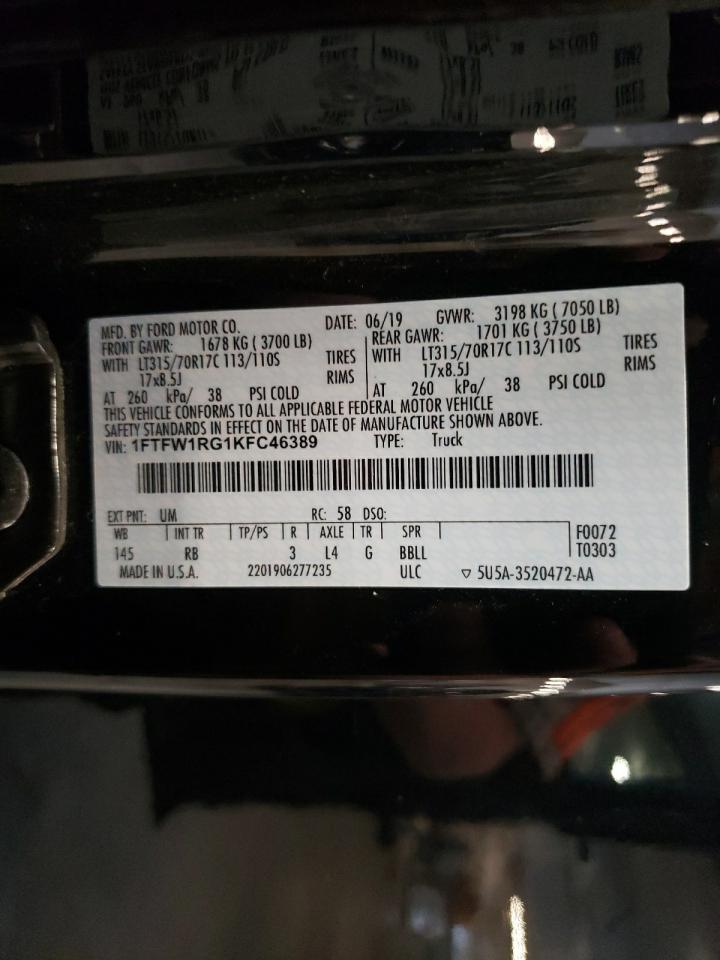 MFD. BY FORD MOTOR CO. DATE: 06/19 GVWR: 3198 KG ( 7050 LB)
FRONT GAWR: 1678 KG ( 3700 LB) REAR GAWR: 1701 KG ( 3750 LB)
WITH LT315/70R17C 113/110S TIRES WITH LT315/70R17C 113/110S TIRES
17x8.5J RIMS 17x8.5J RIMS
AT 260 kPa/ 38 PSI COLD AT 260 kPa/ 38 PSI COLD
THIS VEHICLE CONFORMS TO ALL APPLICABLE FEDERAL MOTOR VEHICLE
SAFETY STANDARDS IN EFFECT ON THE DATE OF MANUFACTURE SHOWN ABOVE.
VIN: 1FTFW1RG1KFC46389 TYPE: Truck
EXT PNT: UM RC: 58 DSO:
WB INT TR TP/PS R AXLE TR SPR F0072
145 RB 3 L4 G BBLL T0303
MADE IN U.S.A. 2201906277235 ULC ▽ 5U5A-3520472-AA